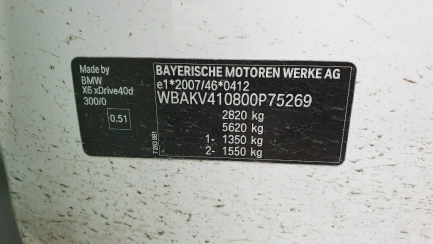 Made by
BMW
X6 xDrive40d
300/0
0.51
BAYERISCHE MOTOREN WERKE AG
e1*2007/46*0412
WBAKV410800P75269
2820 kg
5620 kg
1- 1350 kg
2- 1550 kg